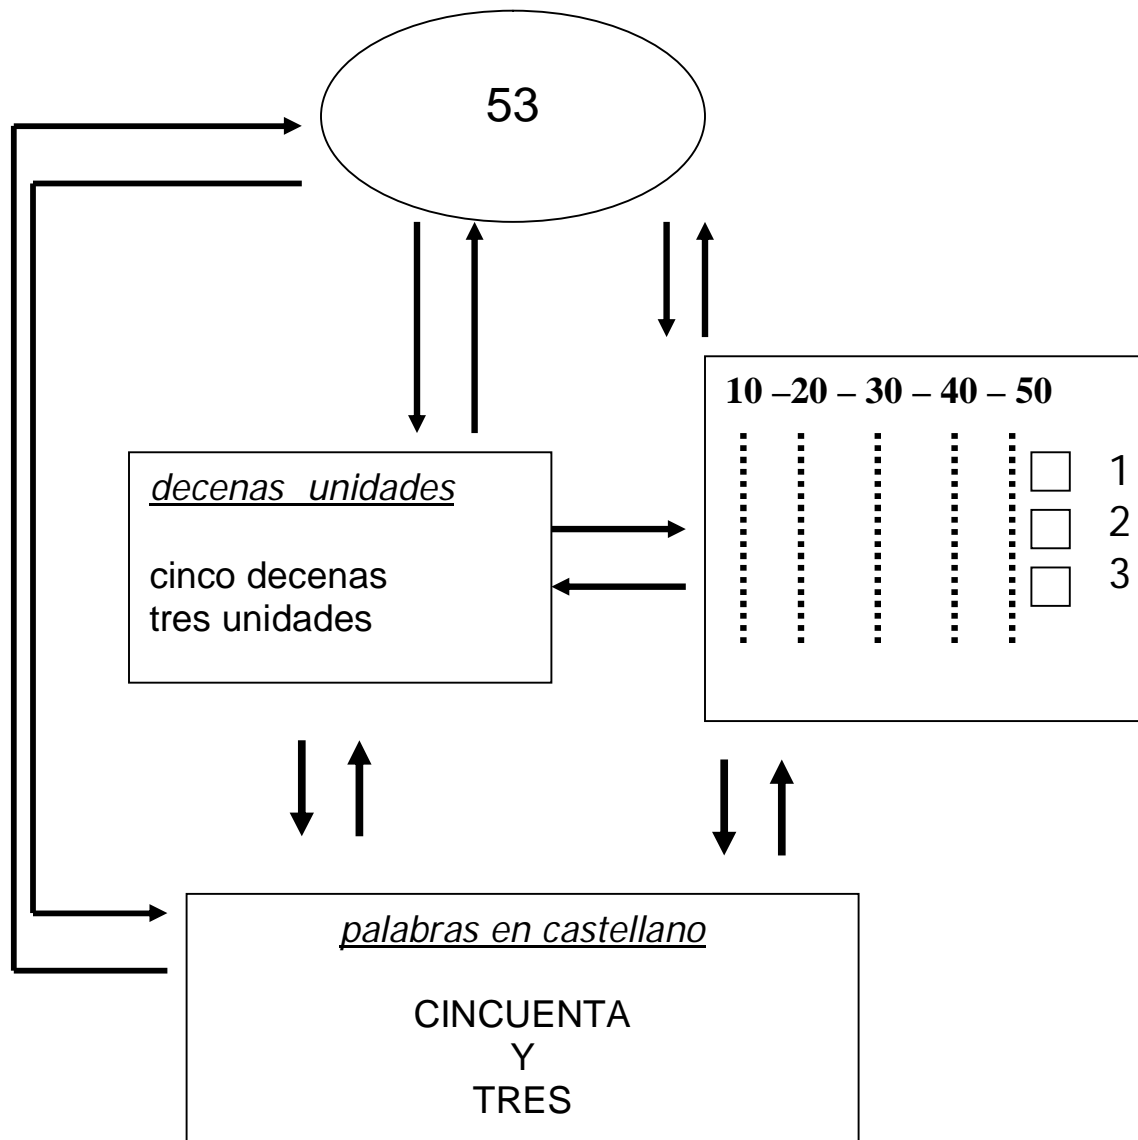 53
10 –20 – 30 – 40 – 50
1
2
3
decenas unidades
cinco decenas
tres unidades
palabras en castellano
CINCUENTA
Y
TRES